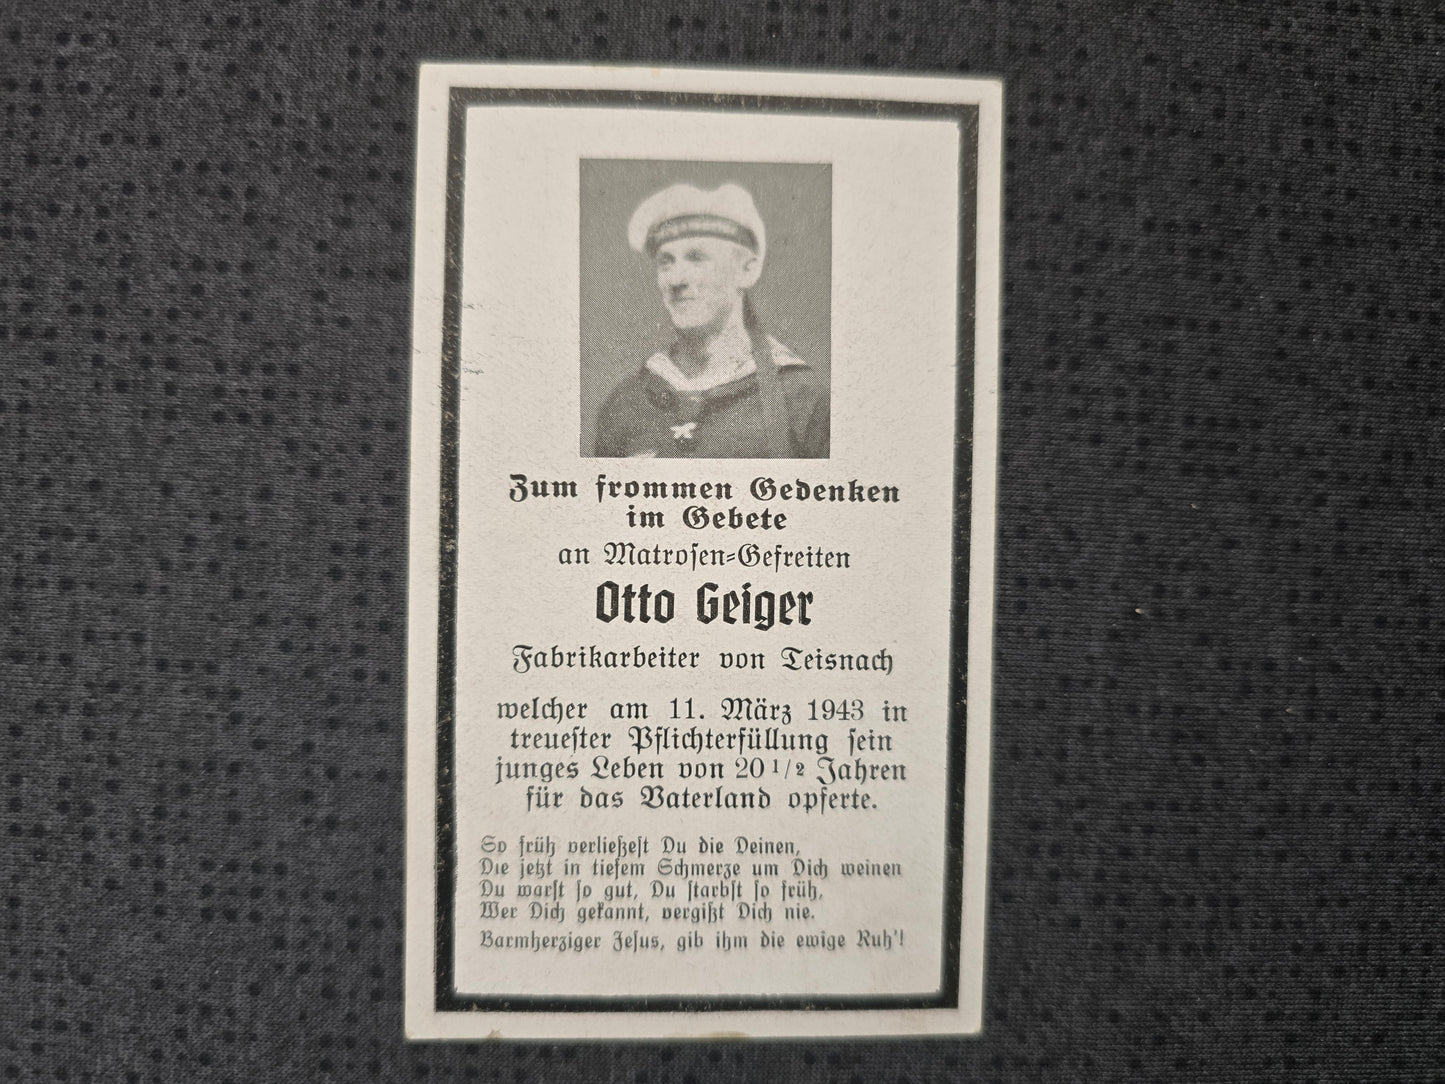 Zum frommen Gedenken
im Gebete
an Matrosen-Gefreiten
Otto Geiger
Fabrikarbeiter von Teisnach
welcher am 11. März 1943 in
treuester Pflichterfüllung sein
junges Leben von 20 1/2 Jahren
für das Vaterland opferte.
So früh verließest Du die Deinen,
Die jetzt in tiefem Schmerze um Dich weinen
Du warst so gut, Du starbst so früh,
Wer Dich gekannt, vergißt Dich nie.
Barmherziger Jesus, gib ihm die ewige Ruh'!